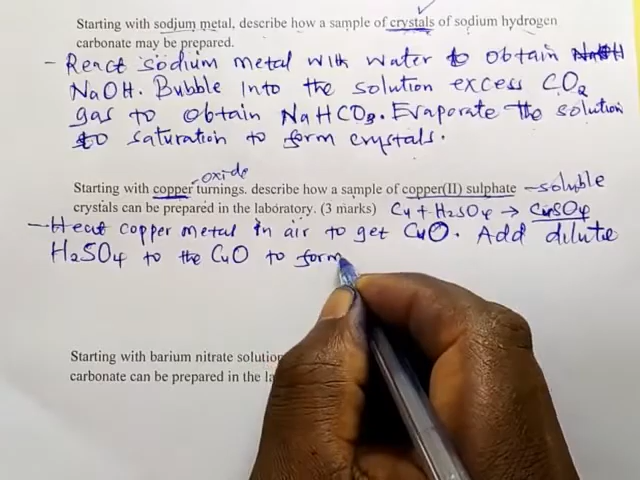 Starting with sodium metal, describe how a sample of crystals of sodium hydrogen
carbonate may be prepared.
- React sodium metal with water to obtain
NaOH. Bubble into the solution excess CO2
gas to obtain NaHCO3. Evaporate the solution
to saturation to form crystals.
oxide
Starting with copper turnings. describe how a sample of copper(II) sulphate – soluble
crystals can be prepared in the laboratory. (3 marks) Cu + H2SO4 → CuSO4
- Heat copper metal in air to get CuO. Add dilute
H2SO4 to the CuO to form
Starting with barium nitrate solution
carbonate can be prepared in the